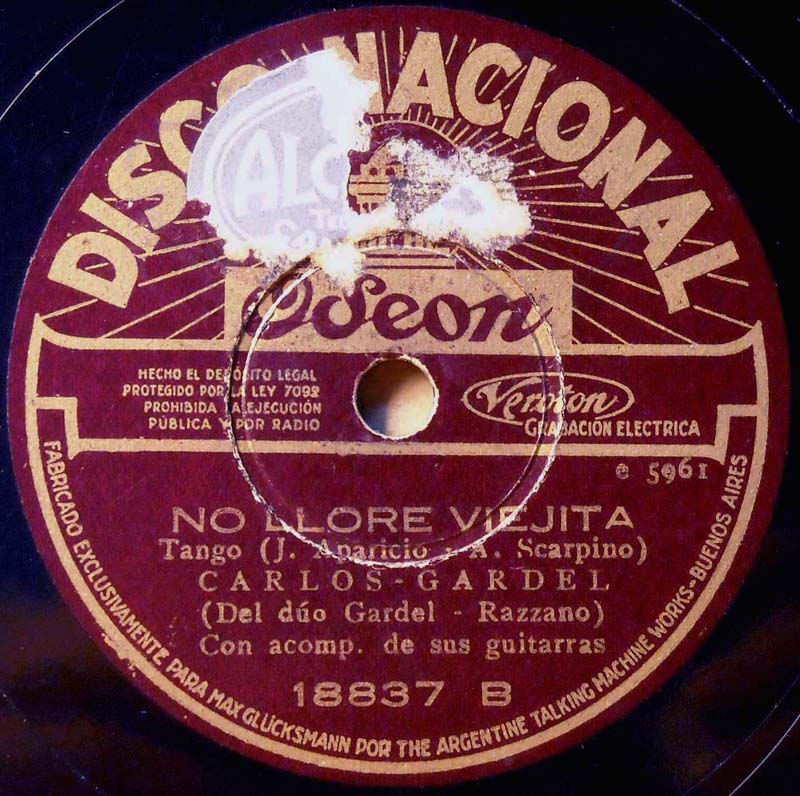 DISCO NACIONAL
Odeon
HECHO EL DEPÓSITO LEGAL
PROTEGIDO POR LA LEY 7092
PROHIBIDA LA EJECUCIÓN
PÚBLICA Y POR RADIO
Veroton
GRABACIÓN ELECTRICA
e 5961
NO LLORE VIEJITA
Tango (J. Aparicio - A. Scarpino)
CARLOS - GARDEL
(Del dúo Gardel - Razzano)
Con acomp. de sus guitarras
18837 B
FABRICADO EXCLUSIVAMENTE PARA MAX GLÜCKSMANN POR THE ARGENTINE TALKING MACHINE WORKS-BUENOS AIRES